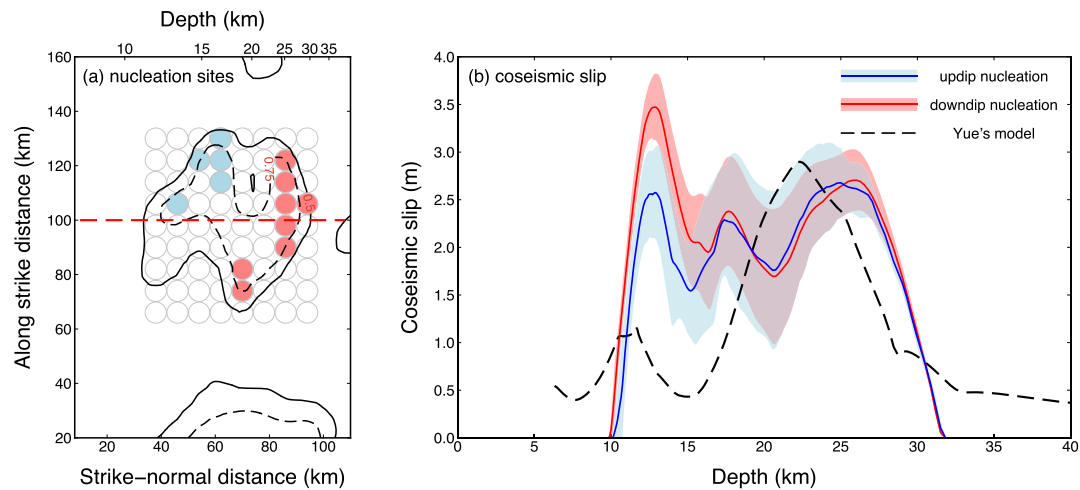 Depth (km)
10 15 20 25 30 35
(a) nucleation sites
160
140
120
100
80
60
40
20
Along strike distance (km)
0.75
0.5
20 40 60 80 100
Strike−normal distance (km)
(b) coseismic slip
updip nucleation
downdip nucleation
Yue's model
4.0
3.5
3.0
2.5
2.0
1.5
1.0
0.5
0.0
Coseismic slip (m)
0 5 10 15 20 25 30 35 40
Depth (km)